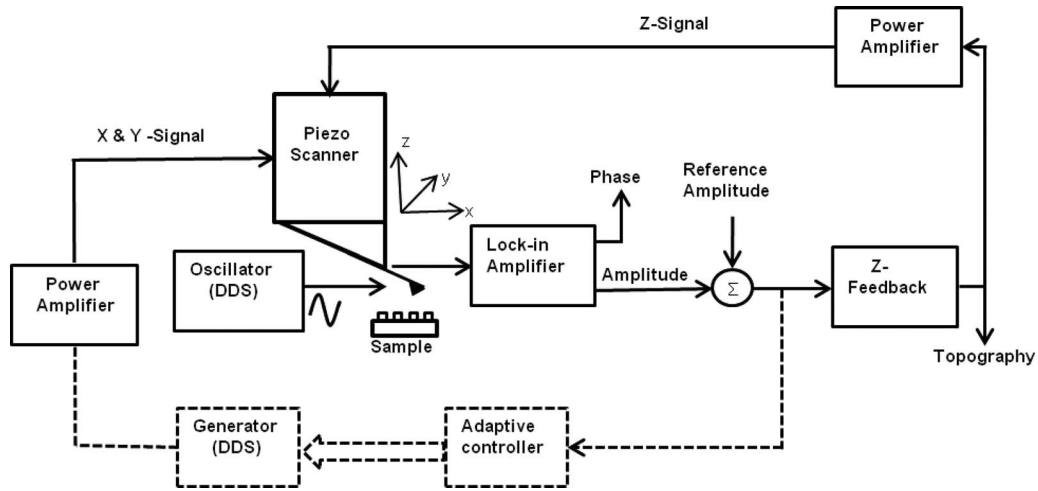 Z-Signal
Power
Amplifier
X & Y -Signal
Piezo
Scanner
z
y
x
Phase
Reference
Amplitude
Lock-in
Amplifier
Amplitude
Σ
Z-
Feedback
Power
Amplifier
Oscillator
(DDS)
Sample
Topography
Generator
(DDS)
Adaptive
controller